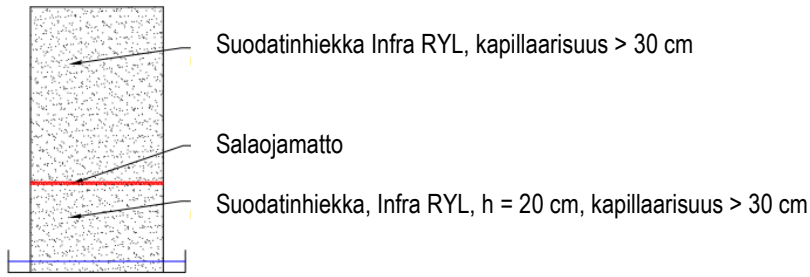 Suodatinhiekka Infra RYL, kapillaarisuus > 30 cm
Salaojamatto
Suodatinhiekka, Infra RYL, h = 20 cm, kapillaarisuus > 30 cm